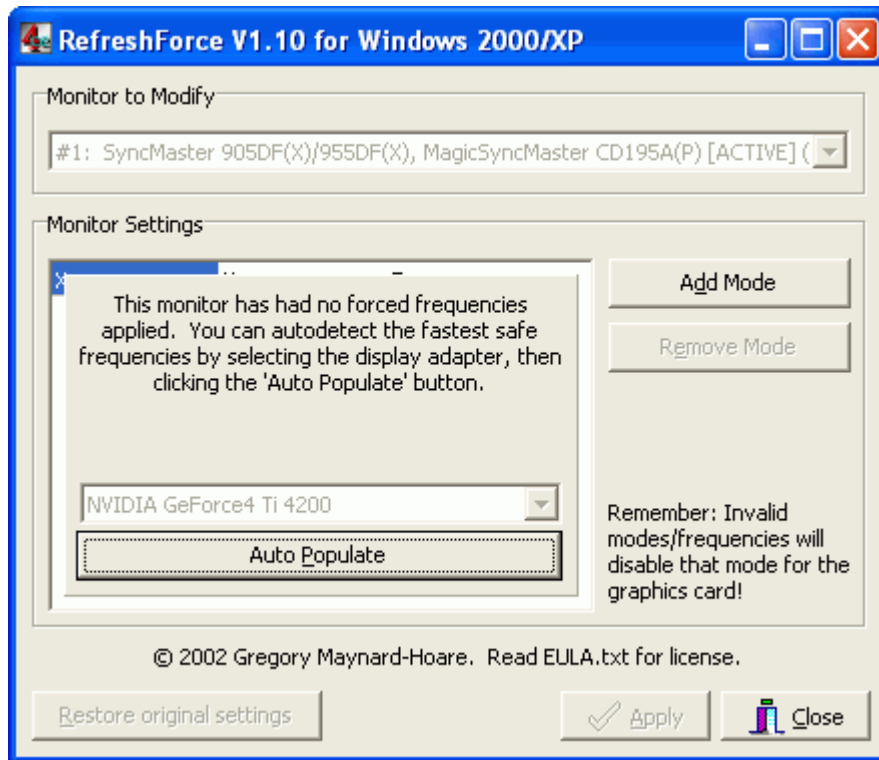 RefreshForce V1.10 for Windows 2000/XP
Monitor to Modify
#1: SyncMaster 905DF(X)/955DF(X), MagicSyncMaster CD195A(P) [ACTIVE] (
Monitor Settings
X
This monitor has had no forced frequencies
applied. You can autodetect the fastest safe
frequencies by selecting the display adapter, then
clicking the 'Auto Populate' button.
NVIDIA GeForce4 Ti 4200
Auto Populate
Add Mode
Remove Mode
Remember: Invalid
modes/frequencies will
disable that mode for the
graphics card!
© 2002 Gregory Maynard-Hoare. Read EULA.txt for license.
Restore original settings
Apply
Close